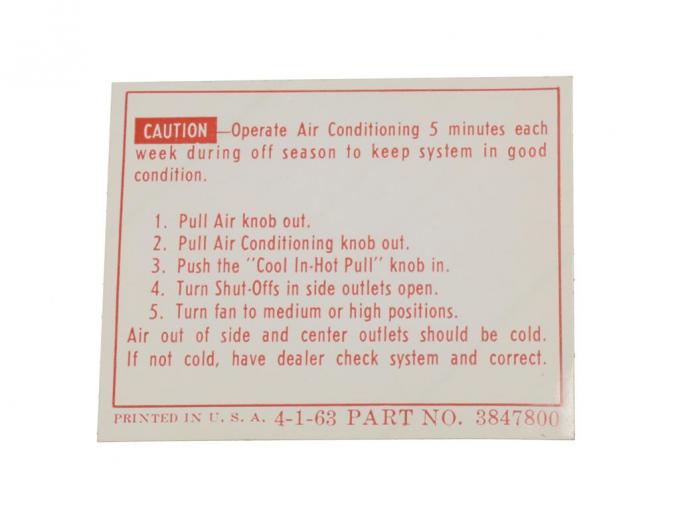 CAUTION—Operate Air Conditioning 5 minutes each
week during off season to keep system in good
condition.
1. Pull Air knob out.
2. Pull Air Conditioning knob out.
3. Push the "Cool In-Hot Pull" knob in.
4. Turn Shut-Offs in side outlets open.
5. Turn fan to medium or high positions.
Air out of side and center outlets should be cold.
If not cold, have dealer check system and correct.
PRINTED IN U. S. A. 4-1-63 PART NO. 3847800